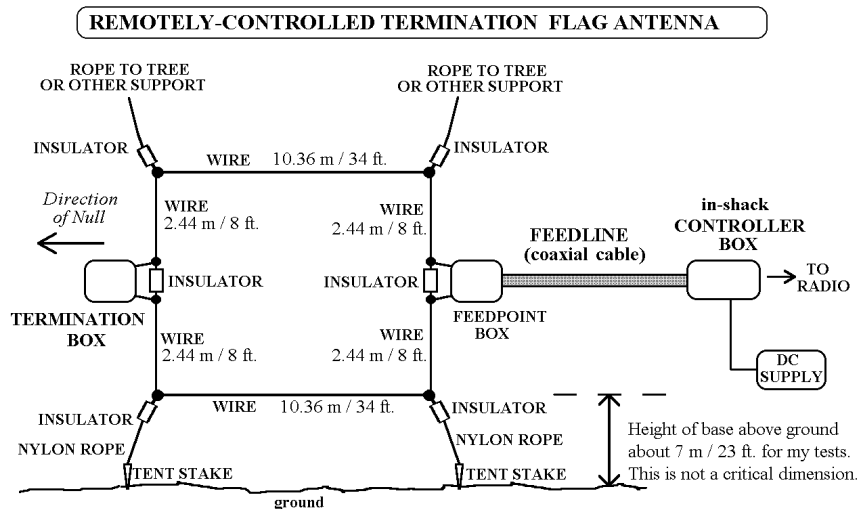 REMOTELY-CONTROLLED TERMINATION FLAG ANTENNA
ROPE TO TREE
OR OTHER SUPPORT
ROPE TO TREE
OR OTHER SUPPORT
INSULATOR
WIRE 10.36 m / 34 ft.
INSULATOR
Direction
of Null
WIRE
2.44 m / 8 ft.
WIRE
2.44 m / 8 ft.
FEEDLINE
(coaxial cable)
in-shack
CONTROLLER
BOX
INSULATOR
INSULATOR
TO
RADIO
TERMINATION
BOX
FEEDPOINT
BOX
WIRE
2.44 m / 8 ft.
WIRE
2.44 m / 8 ft.
DC
SUPPLY
INSULATOR
WIRE 10.36 m / 34 ft.
INSULATOR
NYLON ROPE
NYLON ROPE
Height of base above ground
about 7 m / 23 ft. for my tests.
This is not a critical dimension.
TENT STAKE
TENT STAKE
ground